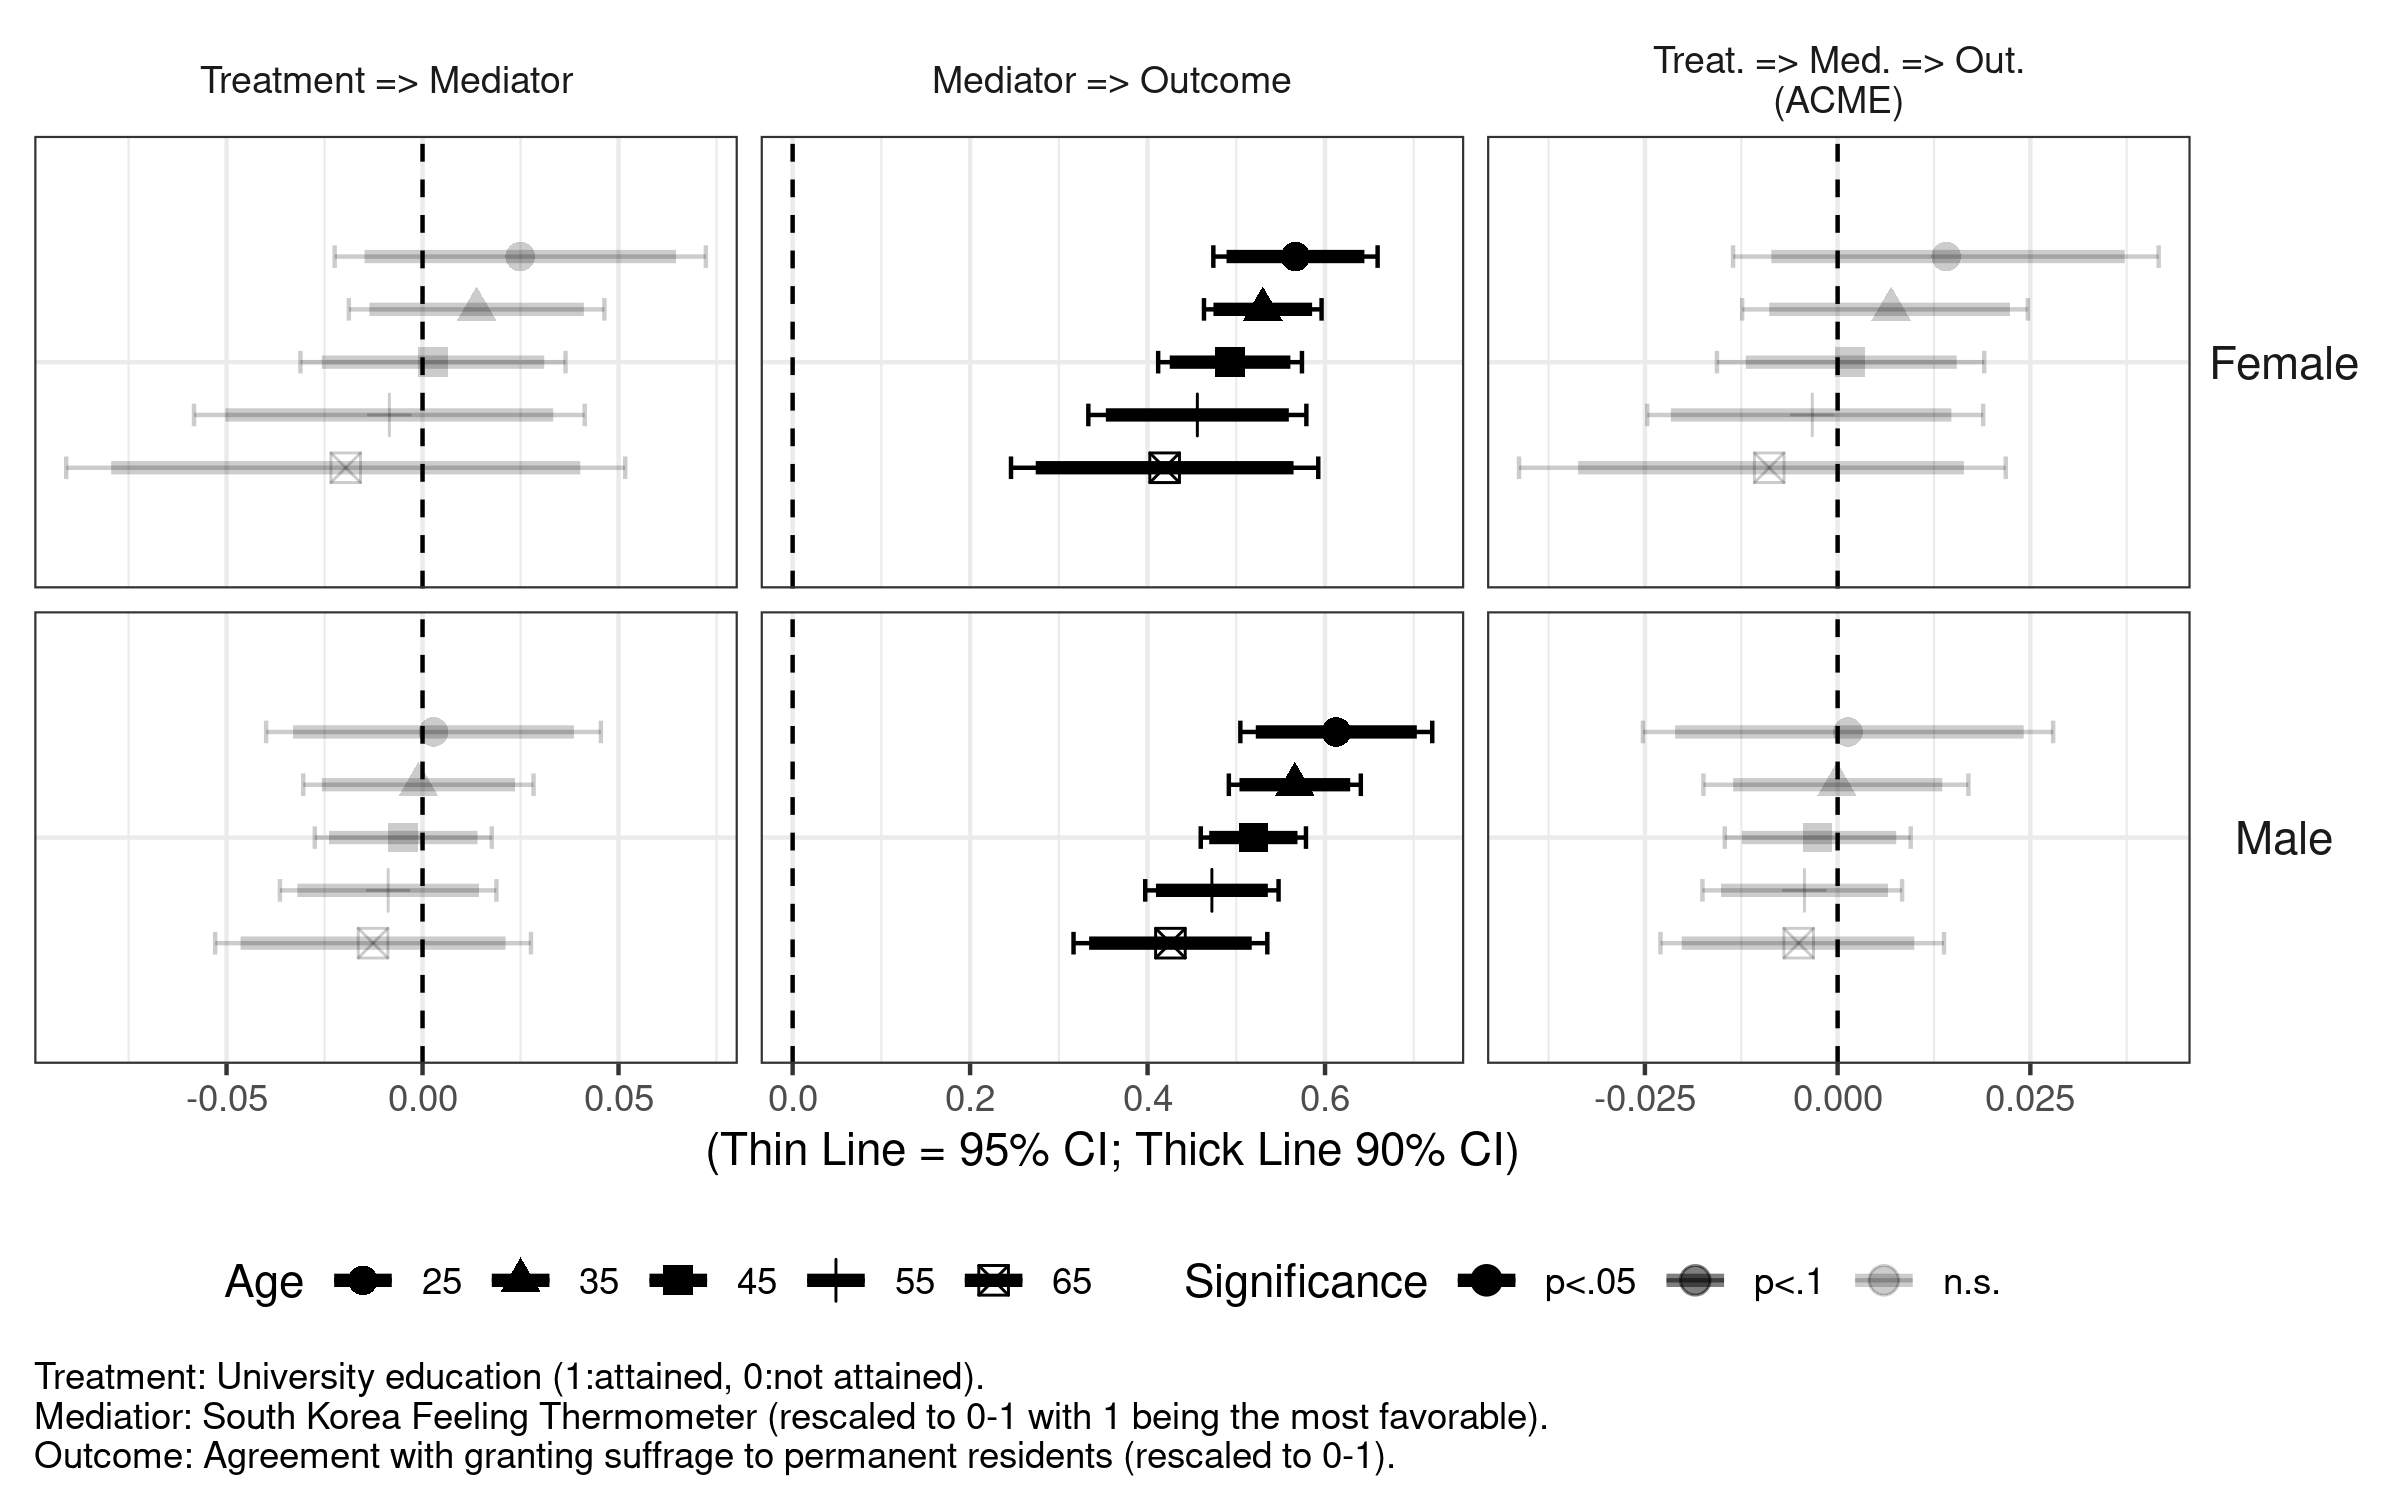 Treatment => Mediator
Mediator => Outcome
Treat. => Med. => Out.
(ACME)
Female
Male
-0.05 0.00 0.05
0.0 0.2 0.4 0.6
-0.025 0.000 0.025
(Thin Line = 95% CI; Thick Line 90% CI)
Age 25 35 45 55 65 Significance p<.05 p<.1 n.s.
Treatment: University education (1:attained, 0:not attained).
Mediatior: South Korea Feeling Thermometer (rescaled to 0-1 with 1 being the most favorable).
Outcome: Agreement with granting suffrage to permanent residents (rescaled to 0-1).